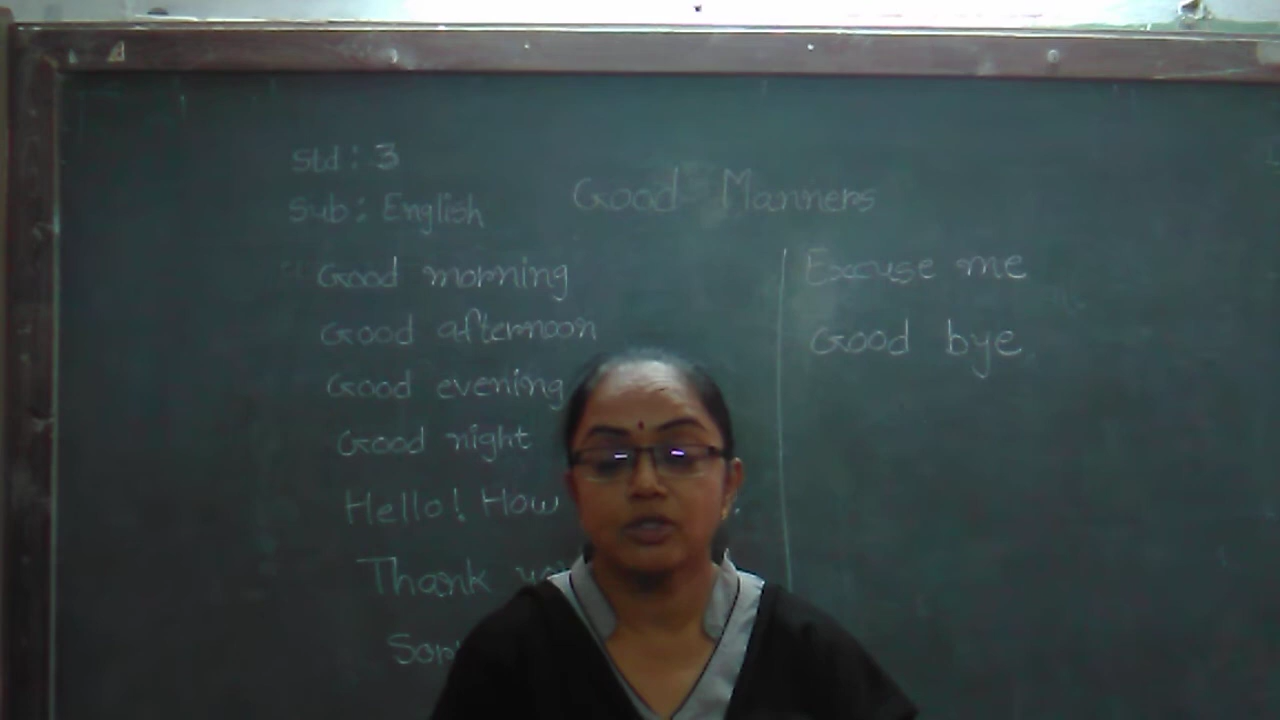 Std : 3
Sub : English
Good Manners
Good morning
Good afternoon
Good evening
Good night
Hello! How
Thank
Excuse me
Good bye